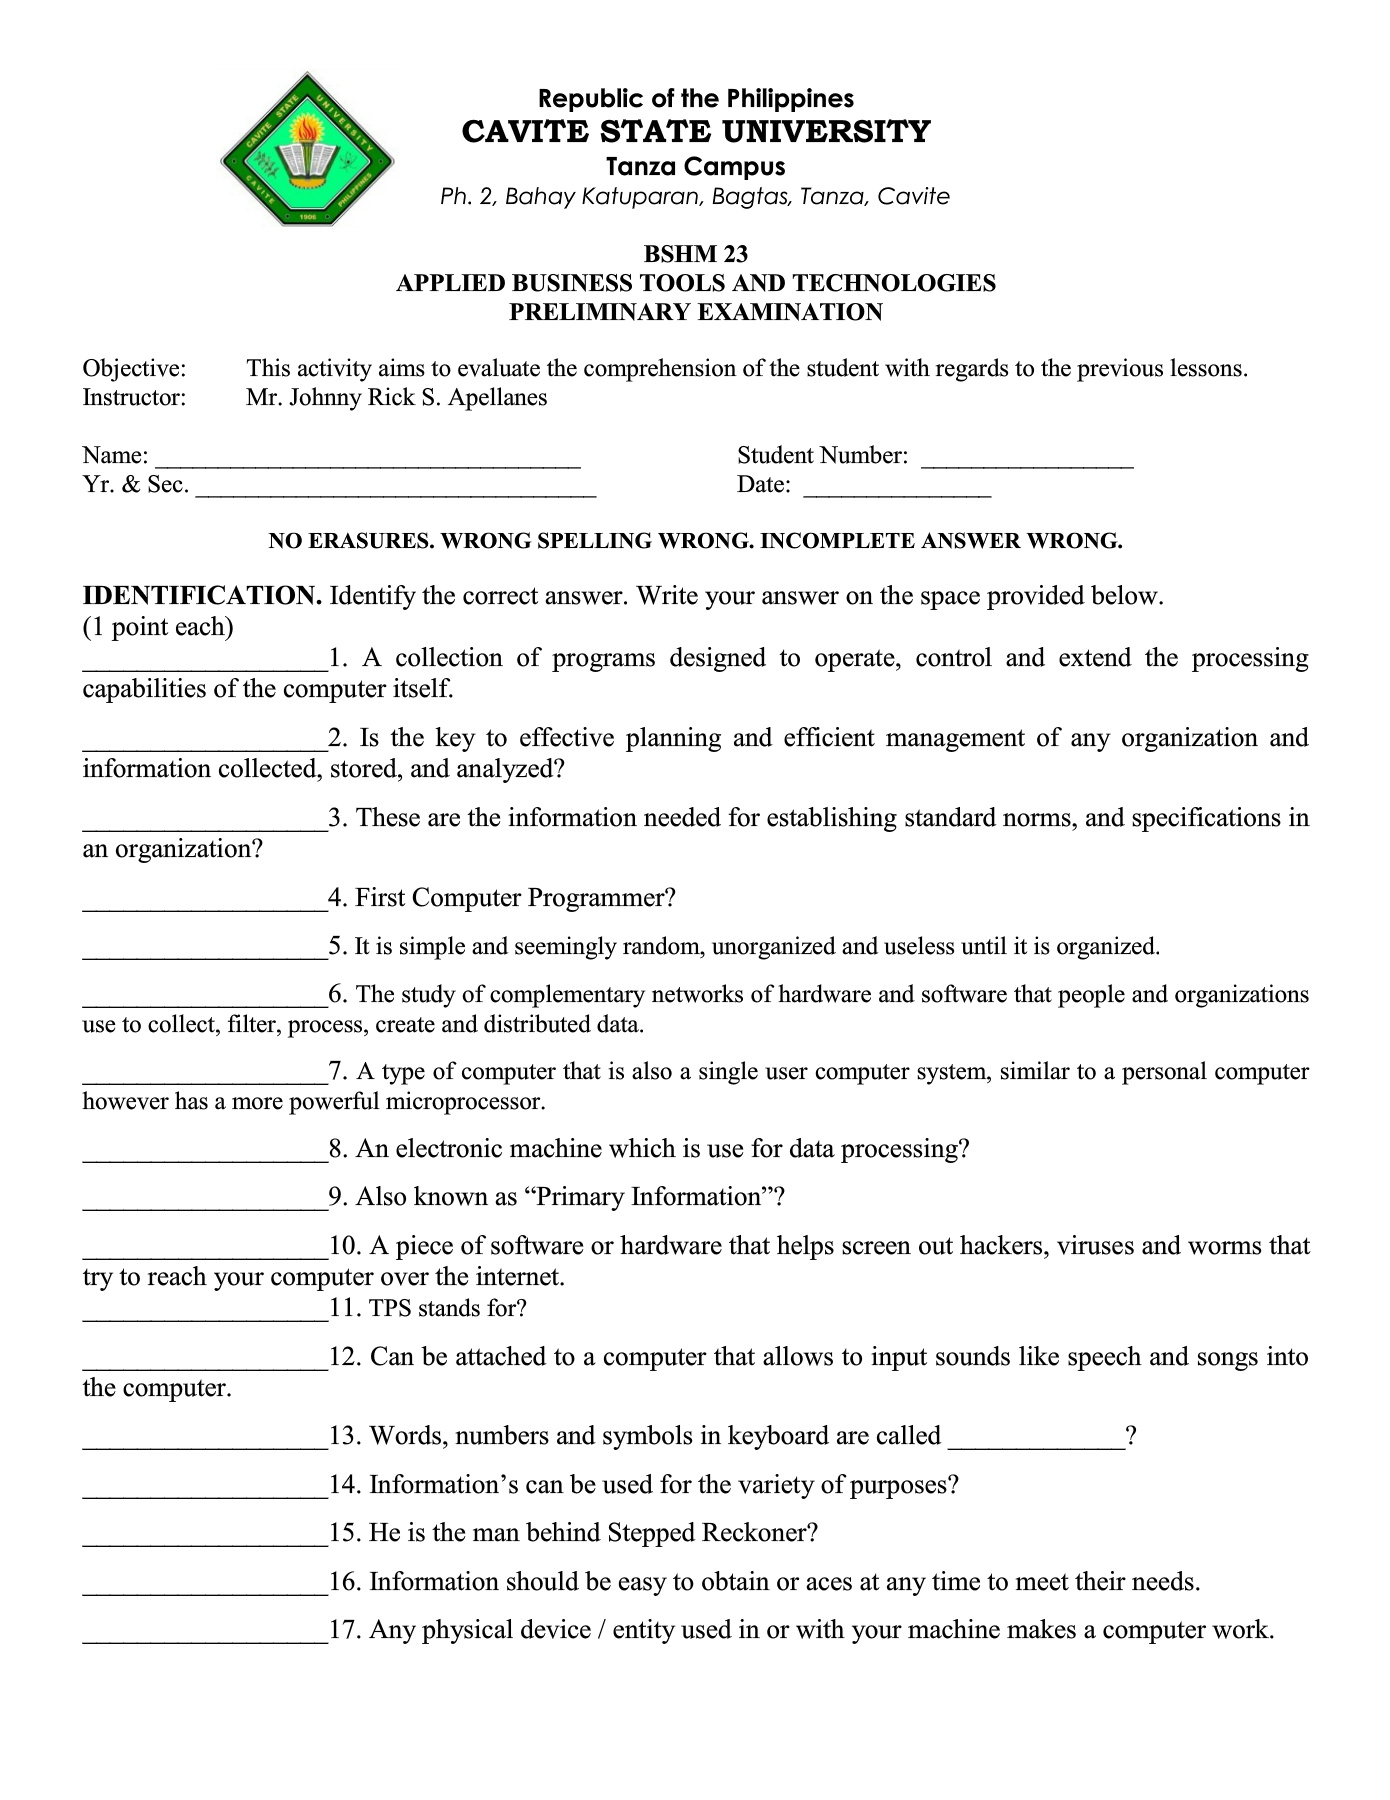 CAVITE STATE UNIVERSITY
CAVITE PHILIPPINES
1906
Republic of the Philippines
CAVITE STATE UNIVERSITY
Tanza Campus
Ph. 2, Bahay Katuparan, Bagtas, Tanza, Cavite
BSHM 23
APPLIED BUSINESS TOOLS AND TECHNOLOGIES
PRELIMINARY EXAMINATION
Objective: This activity aims to evaluate the comprehension of the student with regards to the previous lessons.
Instructor: Mr. Johnny Rick S. Apellanes
Name: __________________________________ Student Number: _________________
Yr. & Sec. ________________________________ Date: _______________
NO ERASURES. WRONG SPELLING WRONG. INCOMPLETE ANSWER WRONG.
IDENTIFICATION. Identify the correct answer. Write your answer on the space provided below.
(1 point each)
__________________1. A collection of programs designed to operate, control and extend the processing
capabilities of the computer itself.
__________________2. Is the key to effective planning and efficient management of any organization and
information collected, stored, and analyzed?
__________________3. These are the information needed for establishing standard norms, and specifications in
an organization?
__________________4. First Computer Programmer?
__________________5. It is simple and seemingly random, unorganized and useless until it is organized.
__________________6. The study of complementary networks of hardware and software that people and organizations
use to collect, filter, process, create and distributed data.
__________________7. A type of computer that is also a single user computer system, similar to a personal computer
however has a more powerful microprocessor.
__________________8. An electronic machine which is use for data processing?
__________________9. Also known as “Primary Information”?
__________________10. A piece of software or hardware that helps screen out hackers, viruses and worms that
try to reach your computer over the internet.
__________________11. TPS stands for?
__________________12. Can be attached to a computer that allows to input sounds like speech and songs into
the computer.
__________________13. Words, numbers and symbols in keyboard are called _____________?
__________________14. Information’s can be used for the variety of purposes?
__________________15. He is the man behind Stepped Reckoner?
__________________16. Information should be easy to obtain or aces at any time to meet their needs.
__________________17. Any physical device / entity used in or with your machine makes a computer work.